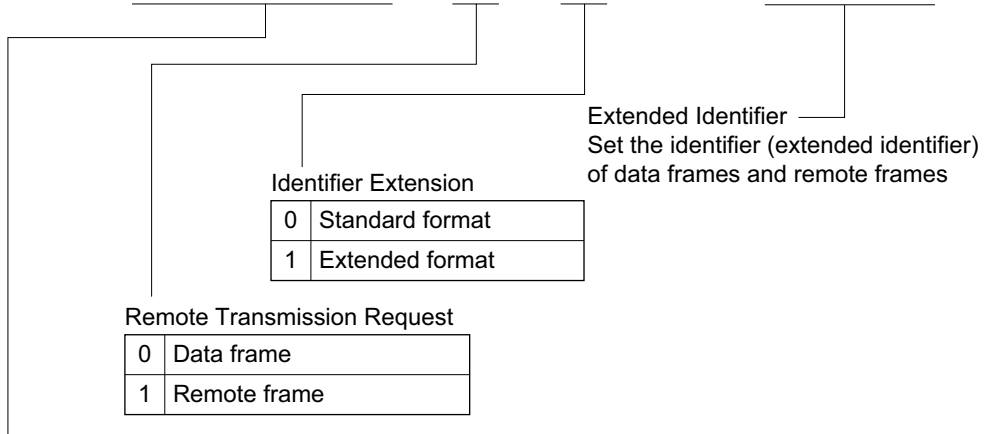 Extended Identifier
Set the identifier (extended identifier)
of data frames and remote frames
Identifier Extension
0 Standard format
1 Extended format
Remote Transmission Request
0 Data frame
1 Remote frame